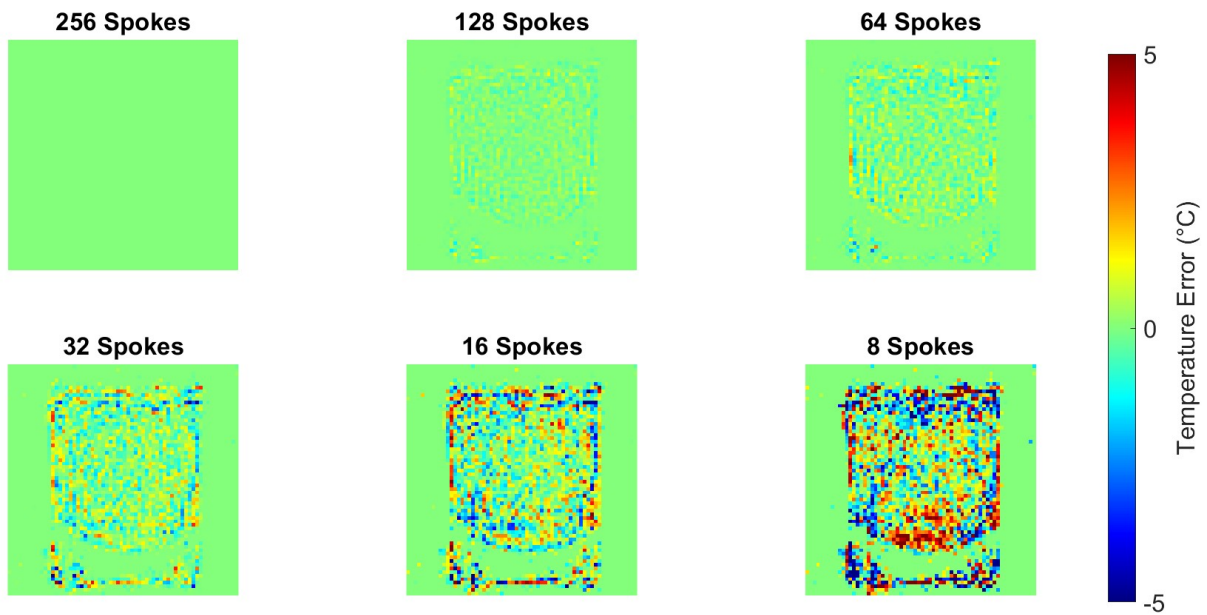 256 Spokes
128 Spokes
64 Spokes
32 Spokes
16 Spokes
8 Spokes
5
0
-5
Temperature Error (°C)